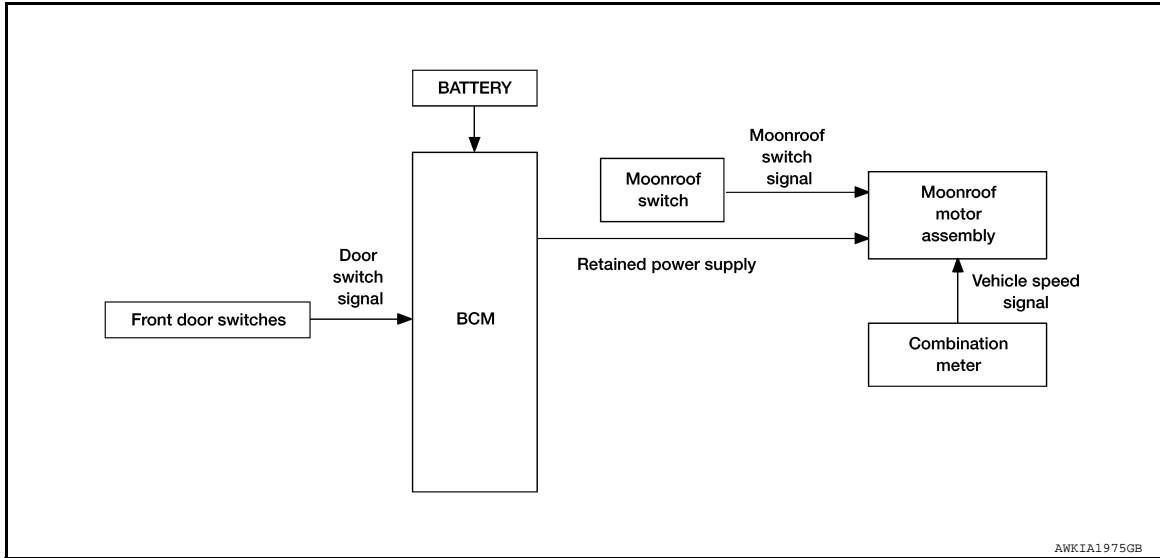 BATTERY
Moonroof
switch
signal
Moonroof
switch
Moonroof
motor
assembly
Door
switch
signal
Retained power supply
Vehicle speed
signal
Front door switches
BCM
Combination
meter
AWKIA1975GB